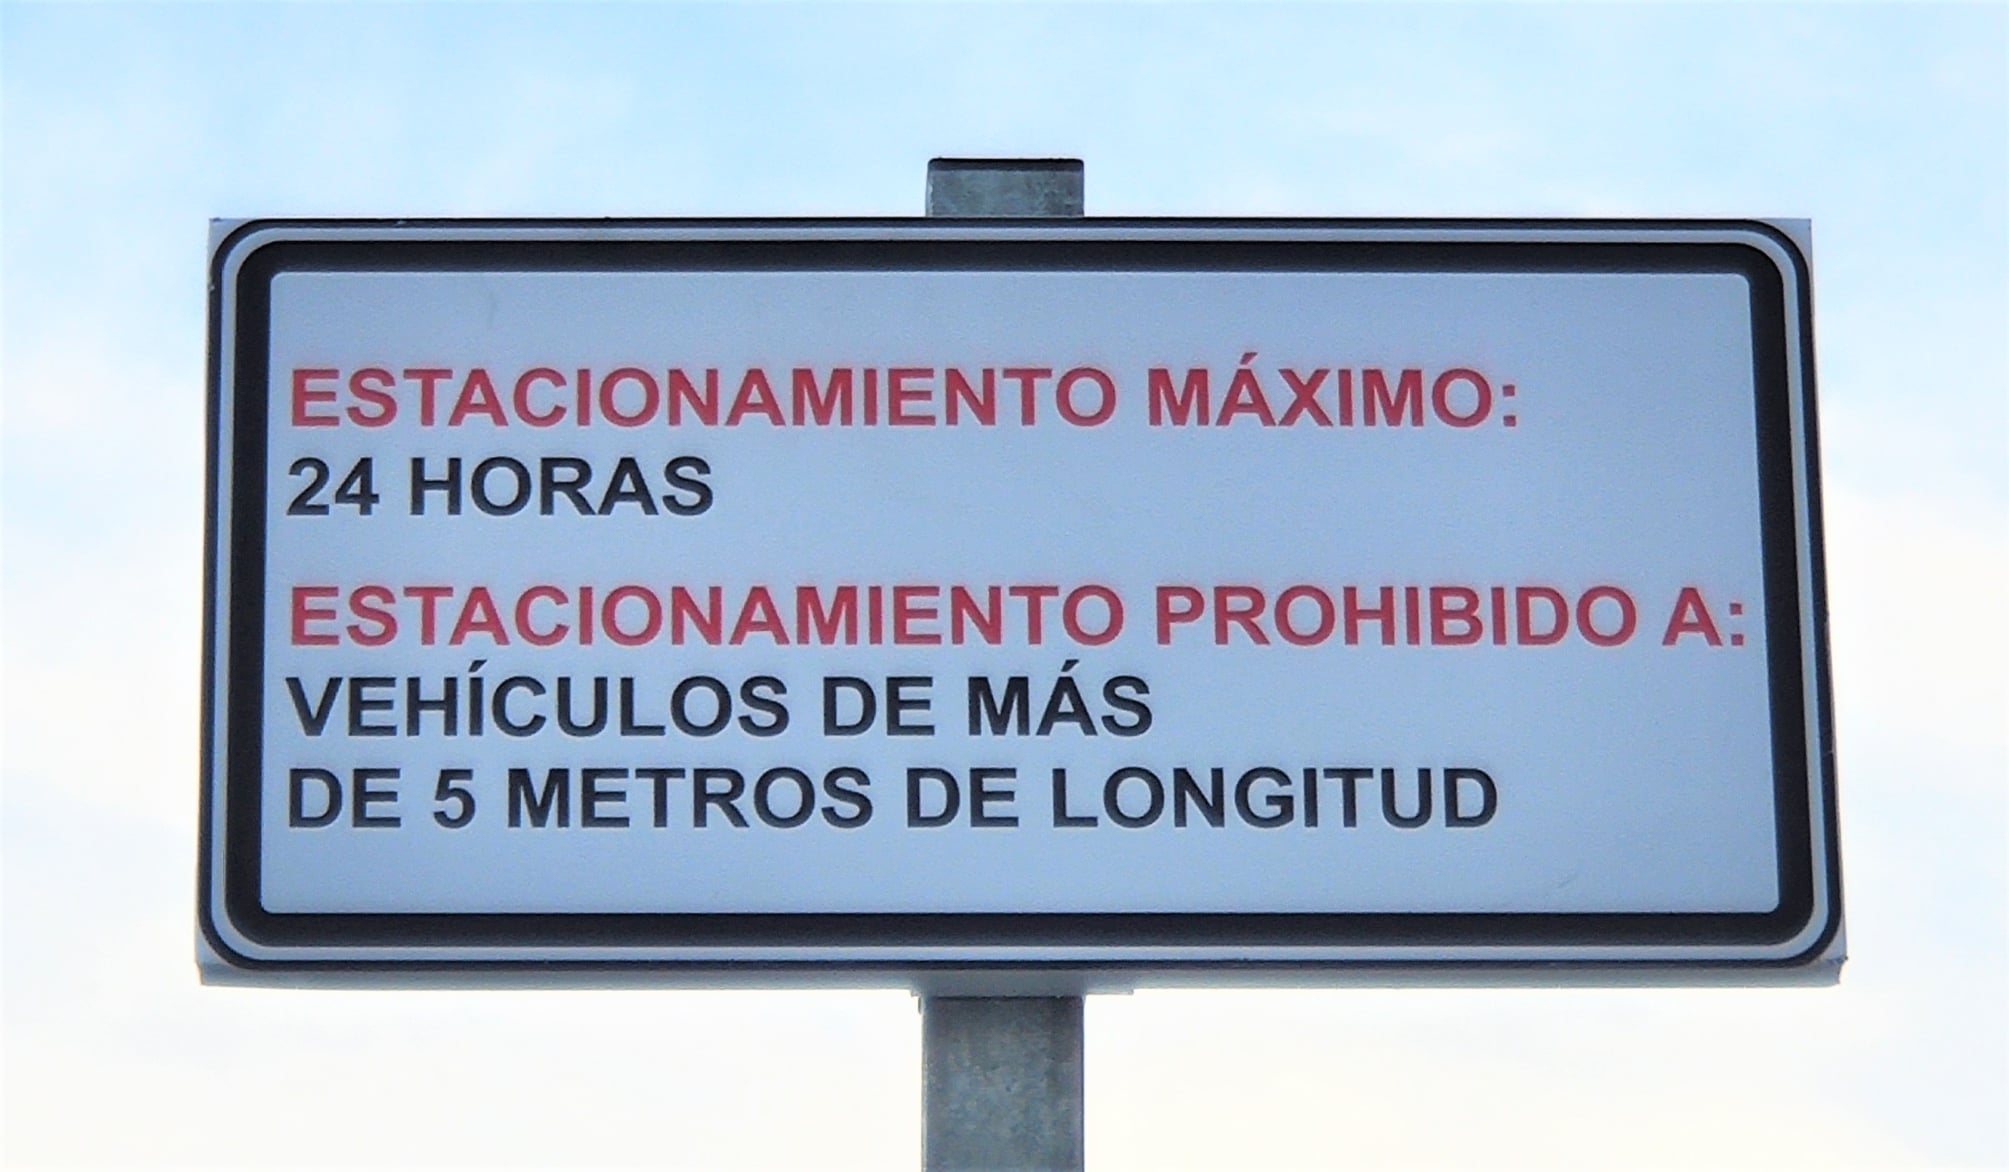 ESTACIONAMIENTO MÁXIMO:
24 HORAS
ESTACIONAMIENTO PROHIBIDO A:
VEHÍCULOS DE MÁS
DE 5 METROS DE LONGITUD